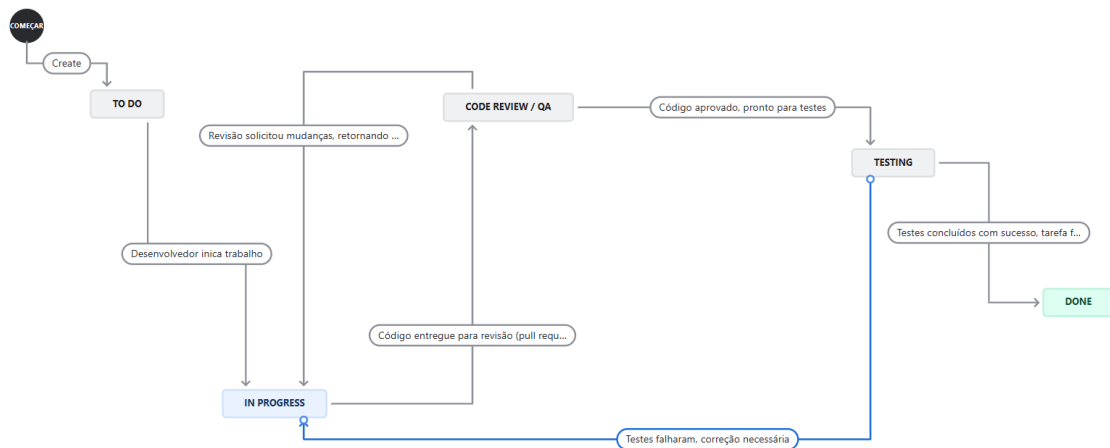 COMEÇAR
Create
TO DO
CODE REVIEW / QA
Código aprovado, pronto para testes
Revisão solicitou mudanças, retornando ...
TESTING
Testes concluídos com sucesso, tarefa f...
Desenvolvedor inica trabalho
DONE
Código entregue para revisão (pull requ...
IN PROGRESS
Testes falharam, correção necessária